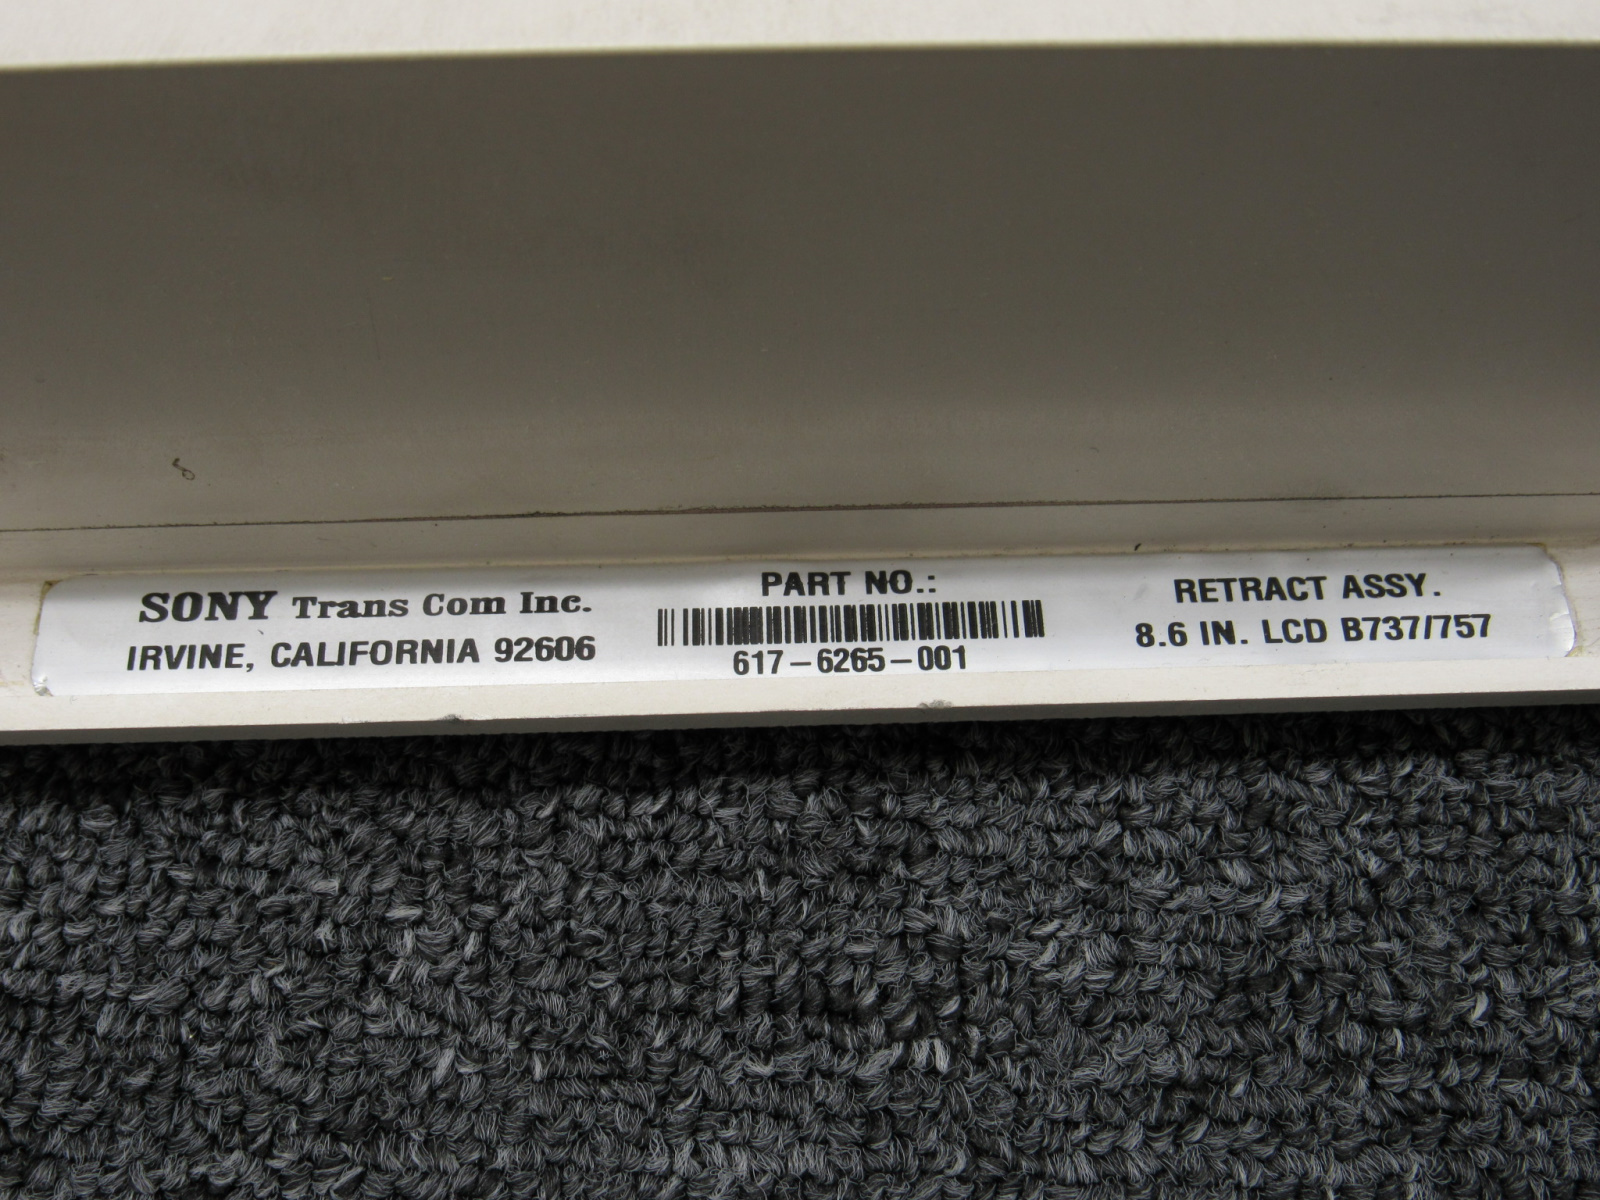 SONY Trans Com Inc.
IRVINE, CALIFORNIA 92606
PART NO.:
617-6265-001
RETRACT ASSY.
8.6 IN. LCD B737/757